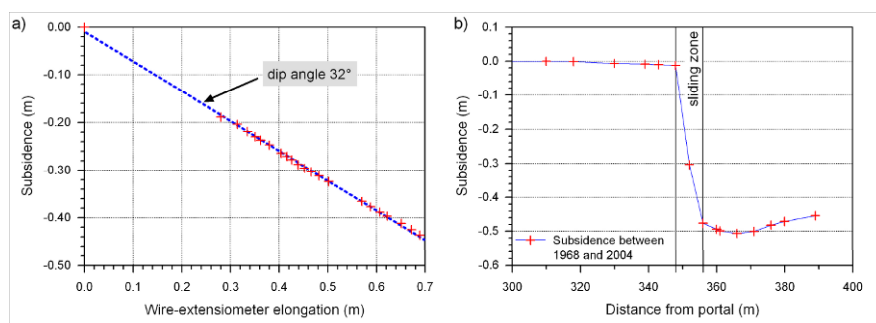 a)
0.00
-0.10
-0.20
-0.30
-0.40
-0.50
Subsidence (m)
dip angle 32°
0.0 0.1 0.2 0.3 0.4 0.5 0.6 0.7
Wire-extensiometer elongation (m)
b)
0.1
0.0
-0.1
-0.2
-0.3
-0.4
-0.5
-0.6
Subsidence (m)
sliding zone
Subsidence between
1968 and 2004
300 320 340 360 380 400
Distance from portal (m)